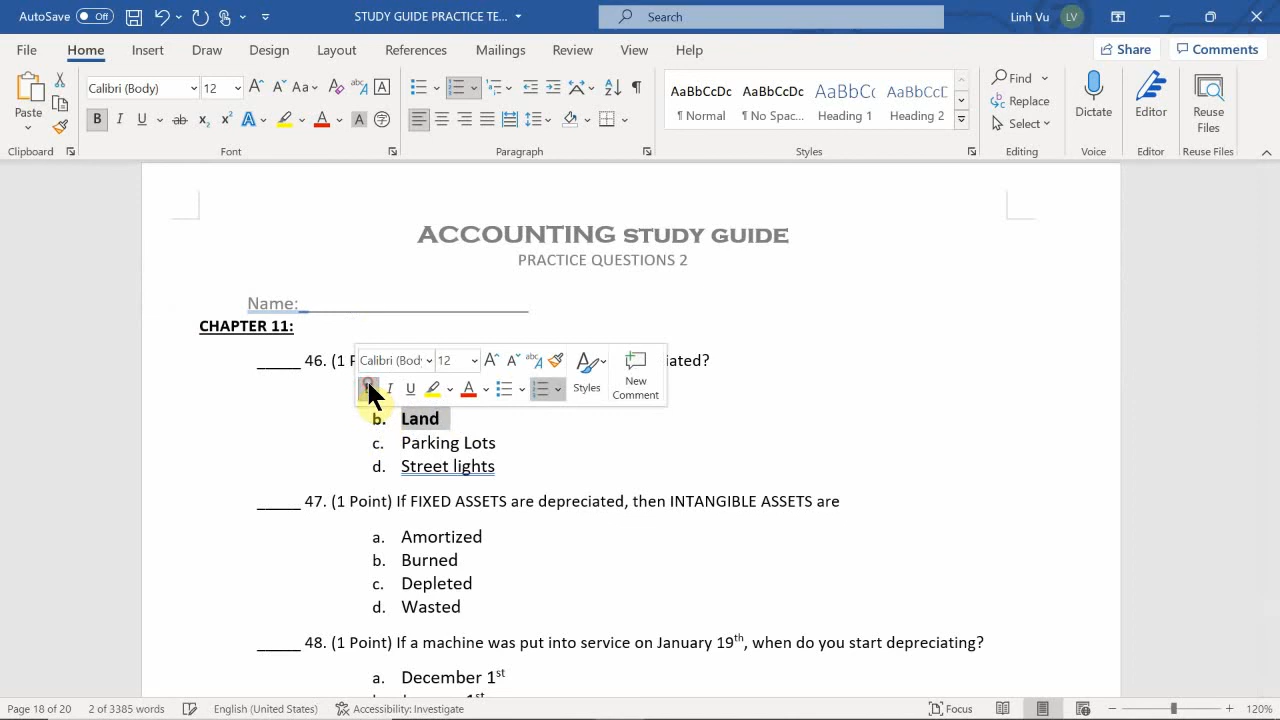 AutoSave Off STUDY GUIDE PRACTICE TE... Search Linh Vu LV
File Home Insert Draw Design Layout References Mailings Review View Help Share Comments
Paste Calibri (Body) 12 Aa AaBbCcDc AaBbCcDc AaBbCc AaBbCcD Find Dictate Editor Reuse
B I U ab x₂ x² A A A ¶ Normal ¶ No Spac... Heading 1 Heading 2 Replace Files
Select
Clipboard Font Paragraph Styles Editing Voice Editor Reuse Files
ACCOUNTING STUDY GUIDE
PRACTICE QUESTIONS 2
Name:
CHAPTER 11:
_____ 46. (1 iated?
Calibri (Body 12 Styles New
I U A Comment
b. Land
c. Parking Lots
d. Street lights
_____ 47. (1 Point) If FIXED ASSETS are depreciated, then INTANGIBLE ASSETS are
a. Amortized
b. Burned
c. Depleted
d. Wasted
_____ 48. (1 Point) If a machine was put into service on January 19th, when do you start depreciating?
a. December 1st
Page 18 of 20 2 of 3385 words English (United States) Accessibility: Investigate Focus 120%